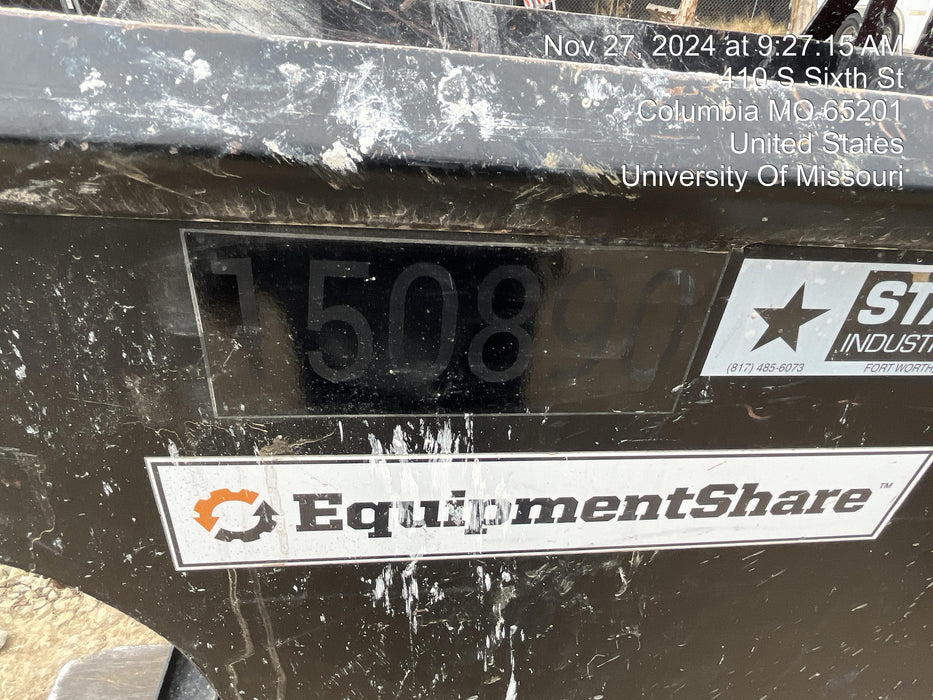 Nov 27, 2024 at 9:27:15 AM
410 S Sixth St
Columbia MO 65201
United States
University Of Missouri
150890
INDUSTR
(817) 485-6073
FORT WORTH,
EquipmentShare™